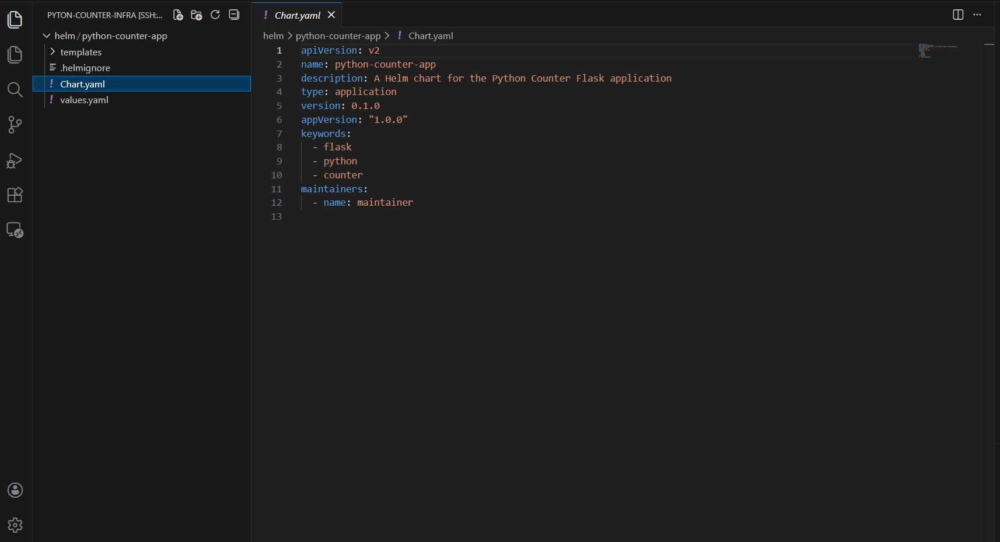 PYTON-COUNTER-INFRA [SSH:...
helm / python-counter-app
templates
.helmignore
! Chart.yaml
! values.yaml
! Chart.yaml
helm > python-counter-app > ! Chart.yaml
1 apiVersion: v2
2 name: python-counter-app
3 description: A Helm chart for the Python Counter Flask application
4 type: application
5 version: 0.1.0
6 appVersion: "1.0.0"
7 keywords:
8 - flask
9 - python
10 - counter
11 maintainers:
12 - name: maintainer
13